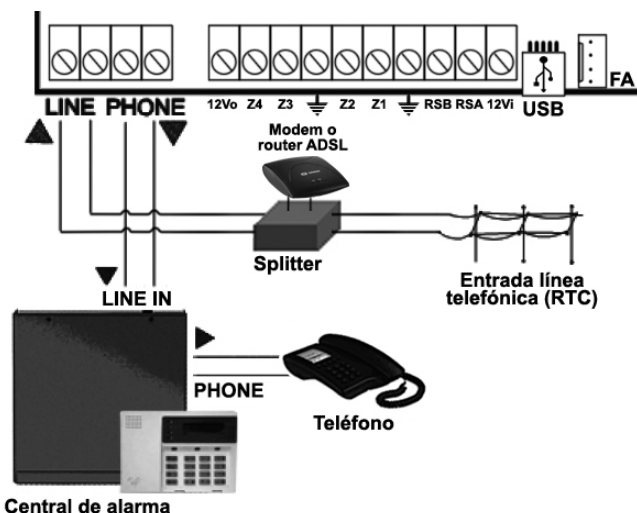 LINE PHONE
12Vo Z4 Z3 Z2 Z1 RSB RSA 12Vi USB FA
Modem o
router ADSL
Splitter
Entrada línea
telefónica (RTC)
LINE IN
PHONE
Teléfono
Central de alarma